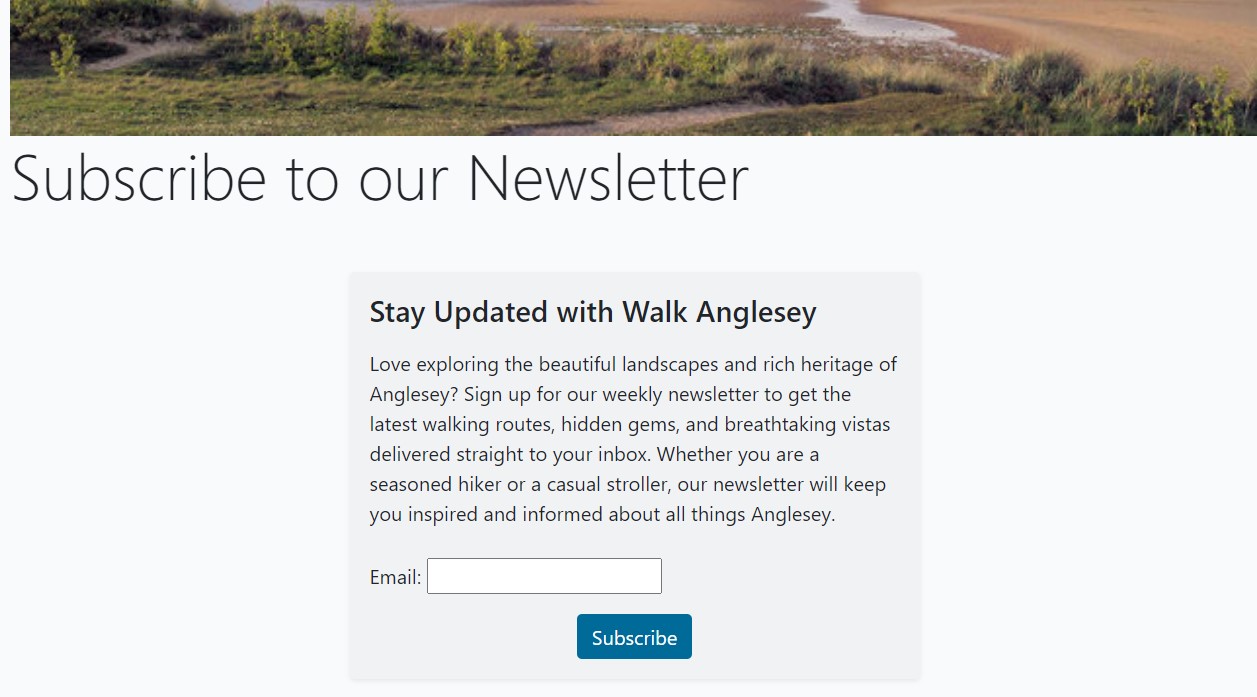 Subscribe to our Newsletter
Stay Updated with Walk Anglesey
Love exploring the beautiful landscapes and rich heritage of
Anglesey? Sign up for our weekly newsletter to get the
latest walking routes, hidden gems, and breathtaking vistas
delivered straight to your inbox. Whether you are a
seasoned hiker or a casual stroller, our newsletter will keep
you inspired and informed about all things Anglesey.
Email:
Subscribe